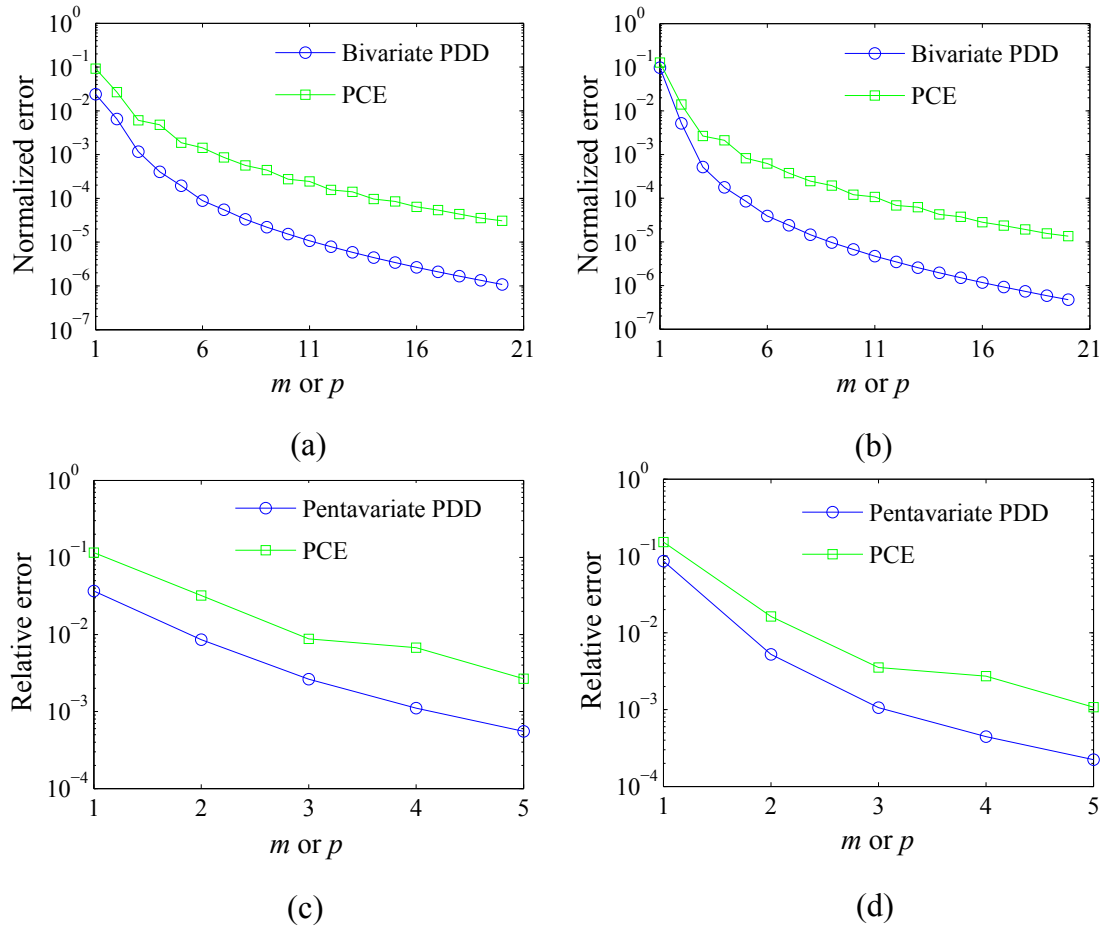 Normalized error
10^0
10^−1
10^−2
10^−3
10^−4
10^−5
10^−6
10^−7
Bivariate PDD
PCE
1 6 11 16 21
m or p
(a)
Normalized error
10^0
10^−1
10^−2
10^−3
10^−4
10^−5
10^−6
10^−7
Bivariate PDD
PCE
1 6 11 16 21
m or p
(b)
Relative error
10^0
10^−1
10^−2
10^−3
10^−4
Pentavariate PDD
PCE
1 2 3 4 5
m or p
(c)
Relative error
10^0
10^−1
10^−2
10^−3
10^−4
Pentavariate PDD
PCE
1 2 3 4 5
m or p
(d)